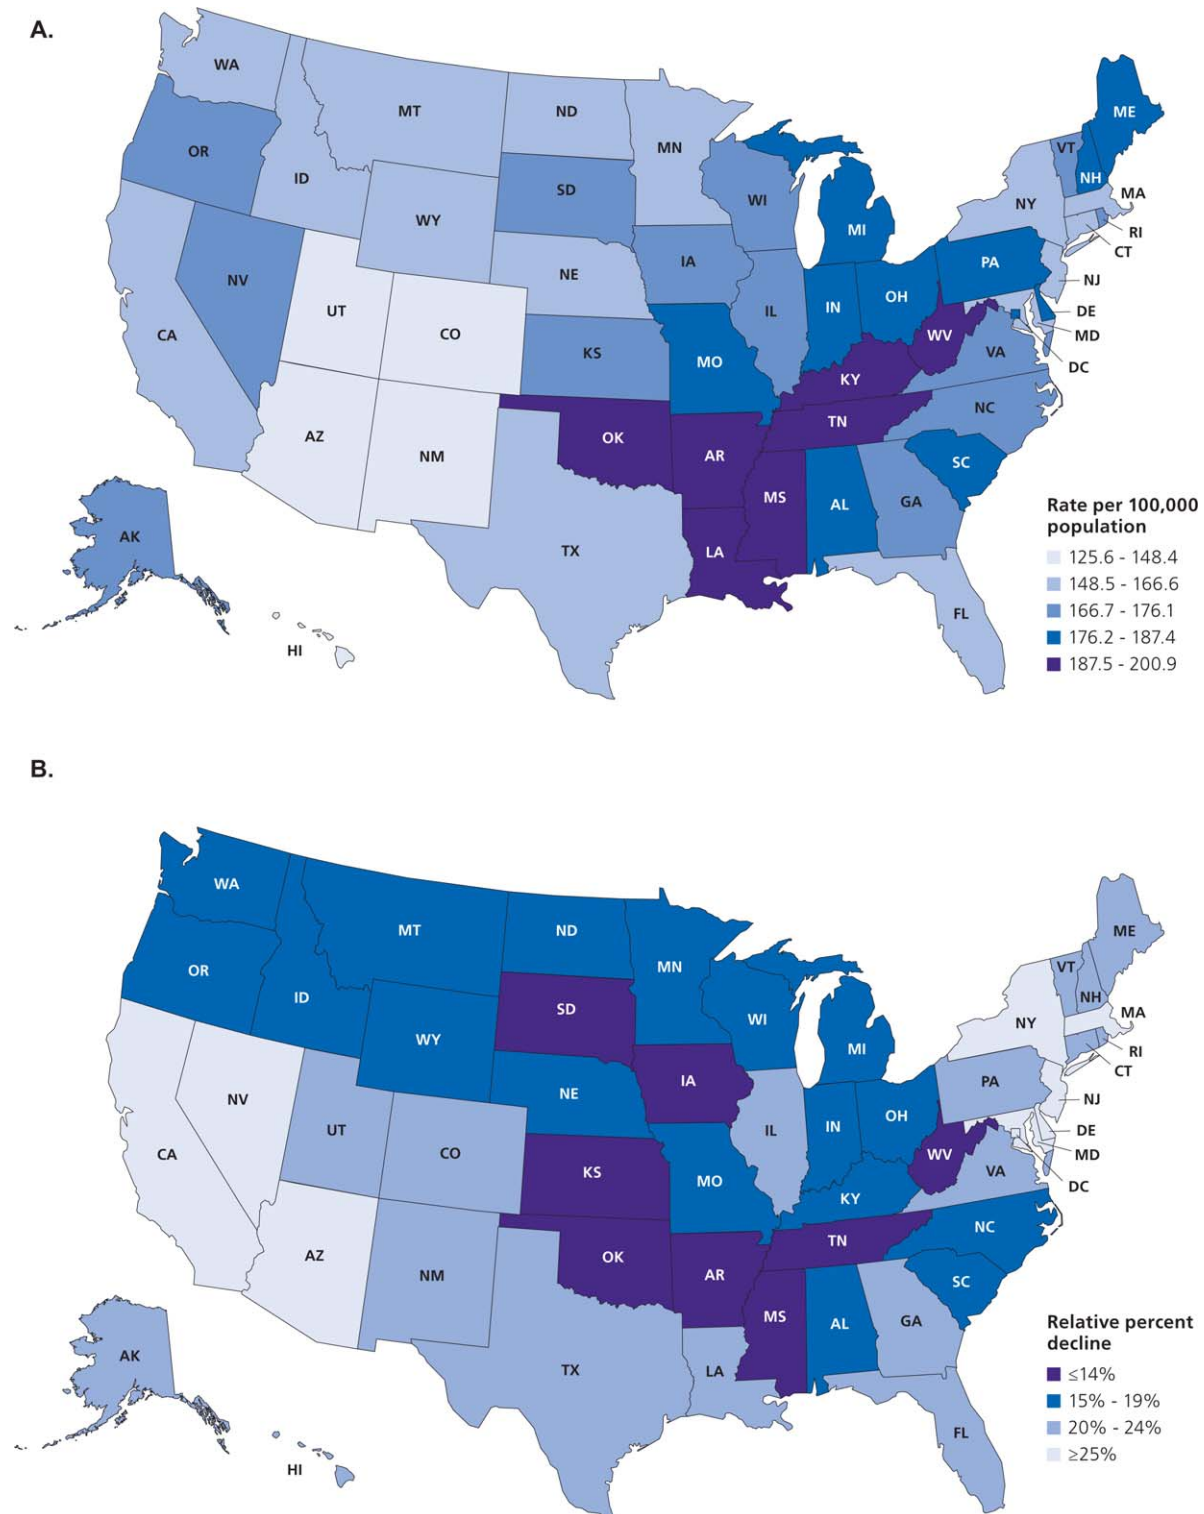 A.
WA
ME
MT
ND
VT
MN
OR
NH
ID
SD
WI
NY
MA
WY
MI
RI
CT
IA
PA
NE
NJ
NV
OH
IN
UT
IL
DE
CA
CO
WV
MD
KS
VA
MO
DC
KY
NC
TN
AZ
OK
NM
AR
SC
MS
AL
GA
Rate per 100,000
population
AK
TX
LA
125.6 - 148.4
148.5 - 166.6
FL
166.7 - 176.1
176.2 - 187.4
HI
187.5 - 200.9
B.
WA
MT
ND
ME
MN
VT
OR
ID
NH
SD
MA
WI
NY
WY
MI
RI
CT
IA
PA
NE
NJ
NV
OH
IN
UT
IL
DE
CO
CA
WV
MD
KS
VA
MO
DC
KY
NC
TN
AZ
OK
NM
AR
SC
MS
AL
GA
Relative percent
decline
AK
TX
LA
≤14%
15% - 19%
20% - 24%
FL
≥25%
HI